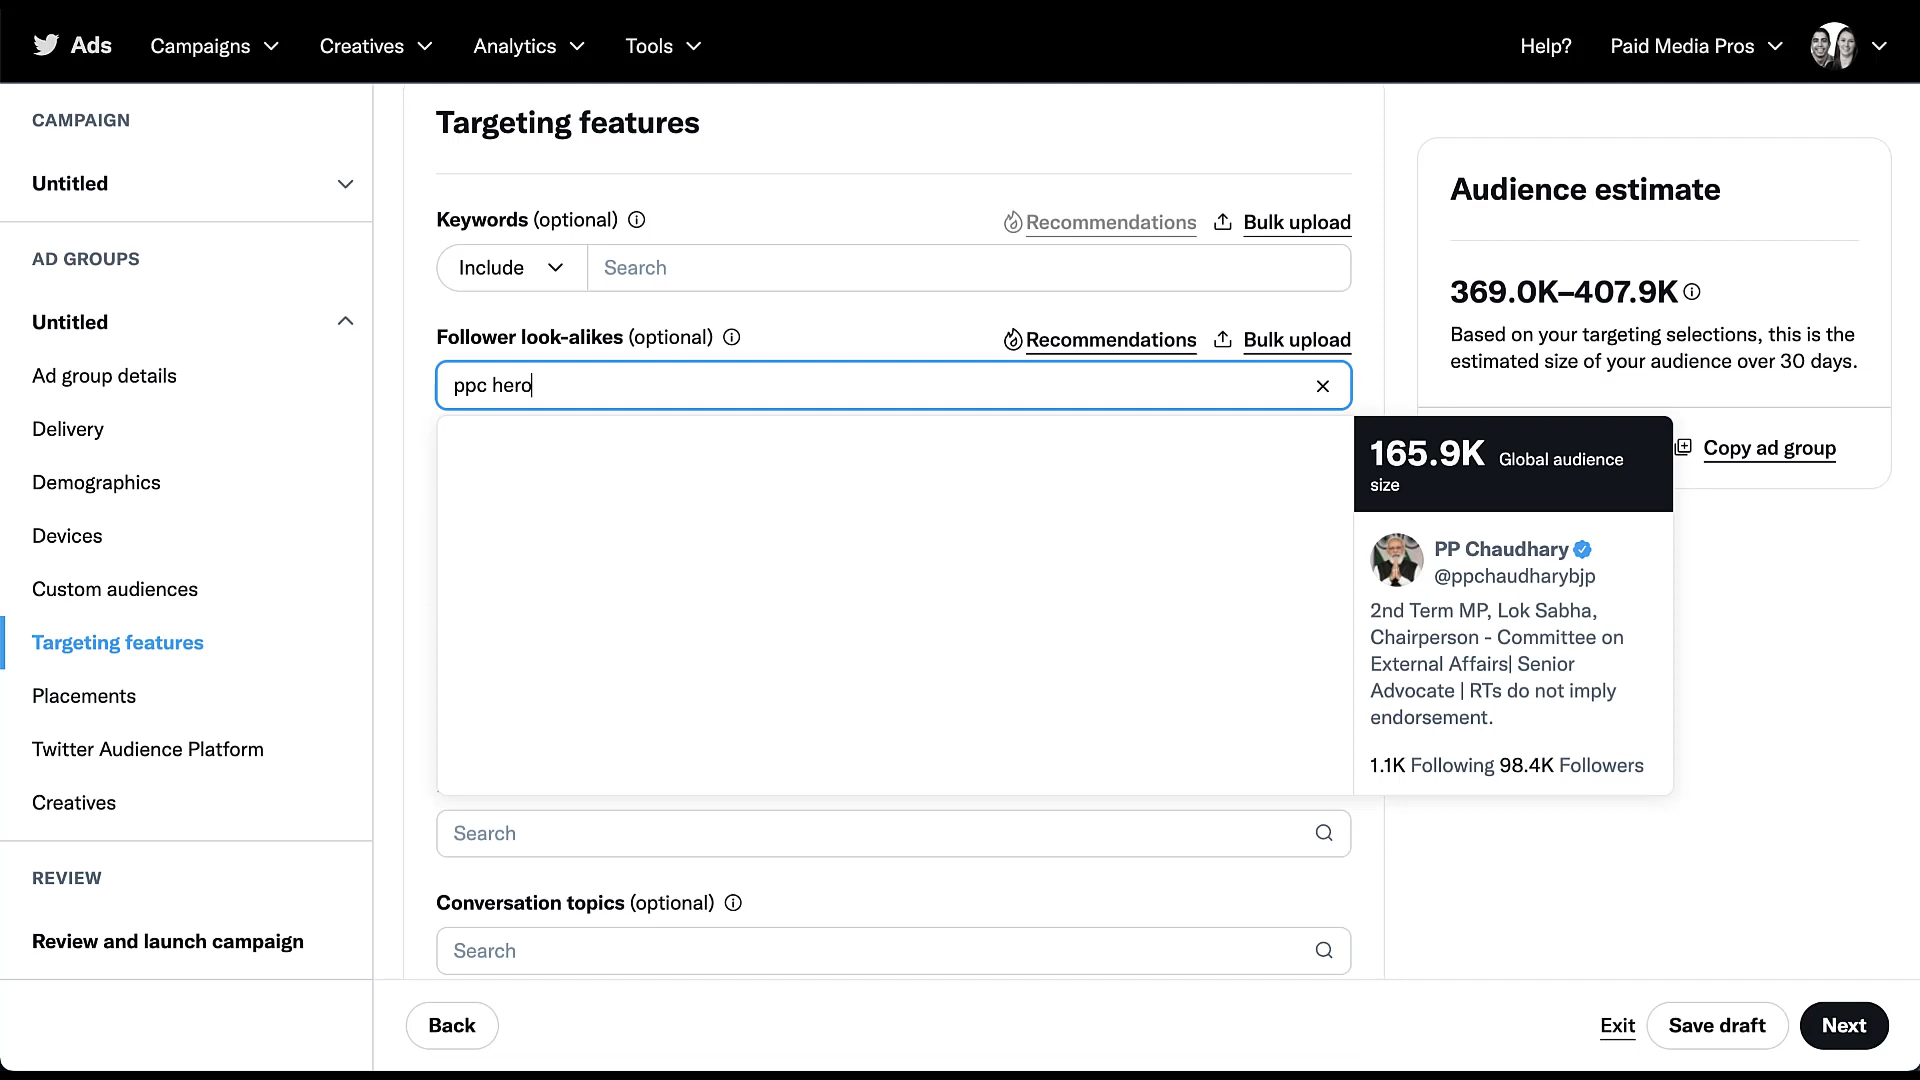 Ads
Campaigns
Creatives
Analytics
Tools
Help?
Paid Media Pros
CAMPAIGN
Untitled
AD GROUPS
Untitled
Ad group details
Delivery
Demographics
Devices
Custom audiences
Targeting features
Placements
Twitter Audience Platform
Creatives
REVIEW
Review and launch campaign
Targeting features
Keywords (optional)
Recommendations
Bulk upload
Include
Search
Follower look-alikes (optional)
Recommendations
Bulk upload
ppc hero
165.9K Global audience
size
PP Chaudhary
@ppchaudharybjp
2nd Term MP, Lok Sabha,
Chairperson - Committee on
External Affairs| Senior
Advocate | RTs do not imply
endorsement.
1.1K Following 98.4K Followers
Search
Conversation topics (optional)
Search
Audience estimate
369.0K–407.9K
Based on your targeting selections, this is the
estimated size of your audience over 30 days.
Copy ad group
Back
Exit
Save draft
Next